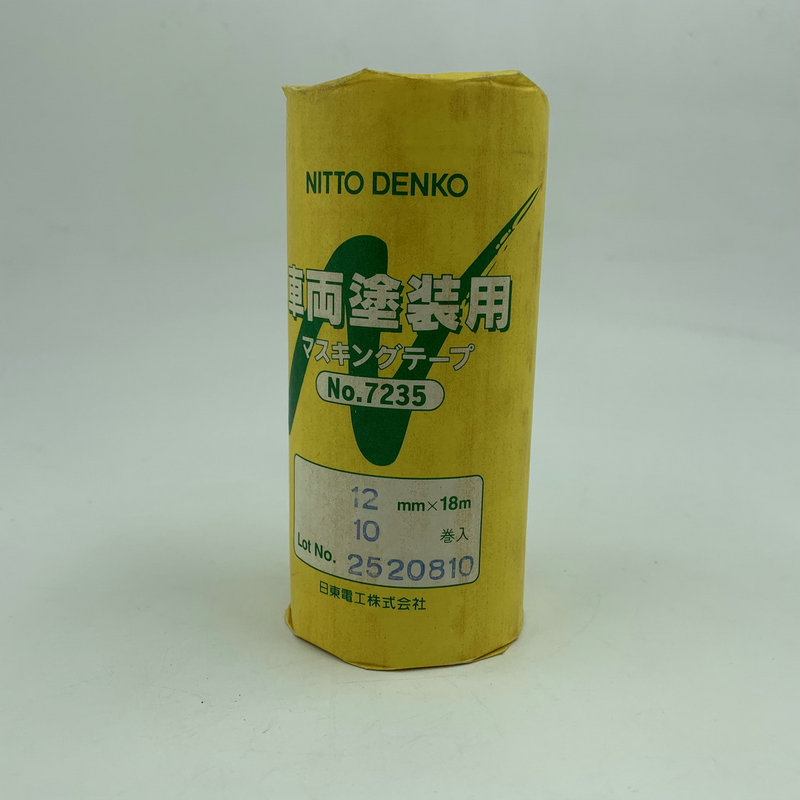 NITTO DENKO
車両塗装用
マスキングテープ
No.7235
12 mm×18m
10 巻入
Lot No. 2520810
日東電工株式会社